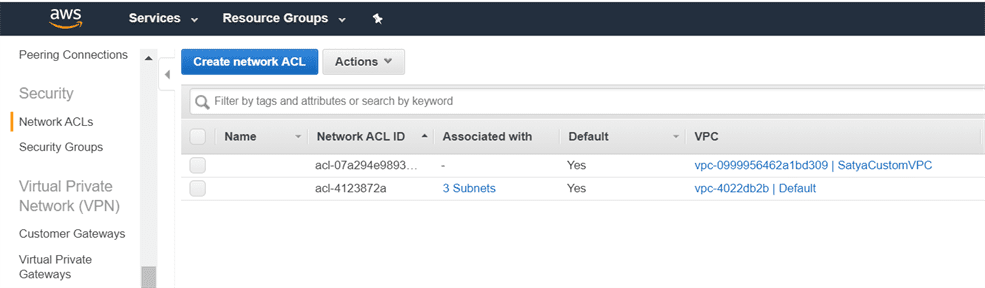 aws Services Resource Groups
Peering Connections
Security
Network ACLs
Security Groups
Virtual Private
Network (VPN)
Customer Gateways
Virtual Private
Gateways
Create network ACL Actions
Filter by tags and attributes or search by keyword
Name Network ACL ID Associated with Default VPC
acl-07a294e9893... - Yes vpc-0999956462a1bd309 | SatyaCustomVPC
acl-4123872a 3 Subnets Yes vpc-4022db2b | Default